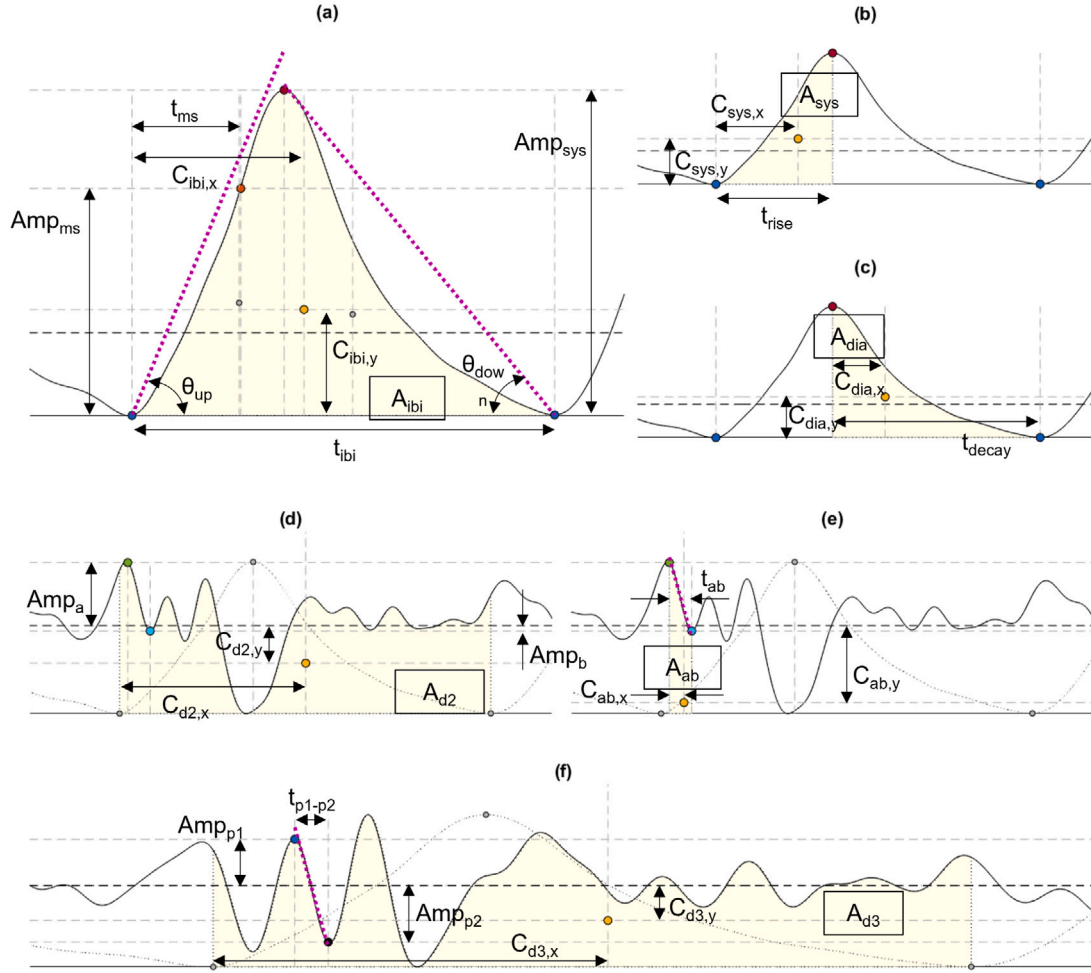 (a)
t_ms
C_ibi,x
Amp_ms
Amp_sys
C_ibi,y
θ_up
θ_dow
n
A_ibi
t_ibi
(b)
A_sys
C_sys,x
C_sys,y
t_rise
(c)
A_dia
C_dia,x
C_dia,y
t_decay
(d)
Amp_a
C_d2,y
Amp_b
C_d2,x
A_d2
(e)
t_ab
A_ab
C_ab,x
C_ab,y
(f)
t_p1-p2
Amp_p1
Amp_p2
C_d3,y
A_d3
C_d3,x